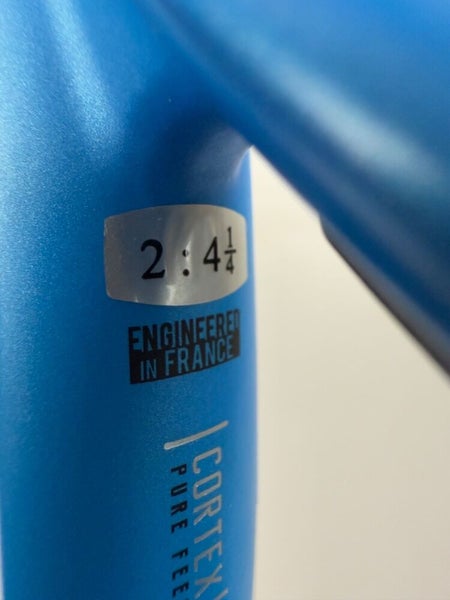 2 : 4¼
ENGINEERED
IN FRANCE
CORTEX
PURE FEE